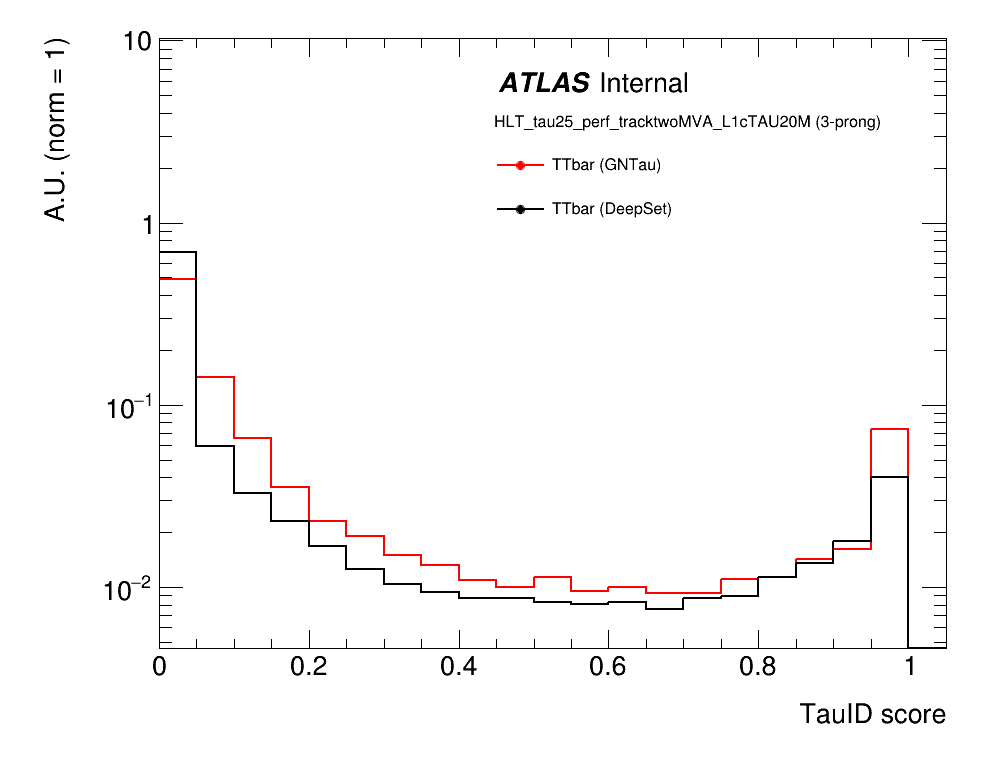 A.U. (norm = 1)
10
1
10⁻¹
10⁻²
ATLAS Internal
HLT_tau25_perf_tracktwoMVA_L1cTAU20M (3-prong)
TTbar (GNTau)
TTbar (DeepSet)
0 0.2 0.4 0.6 0.8 1
TauID score